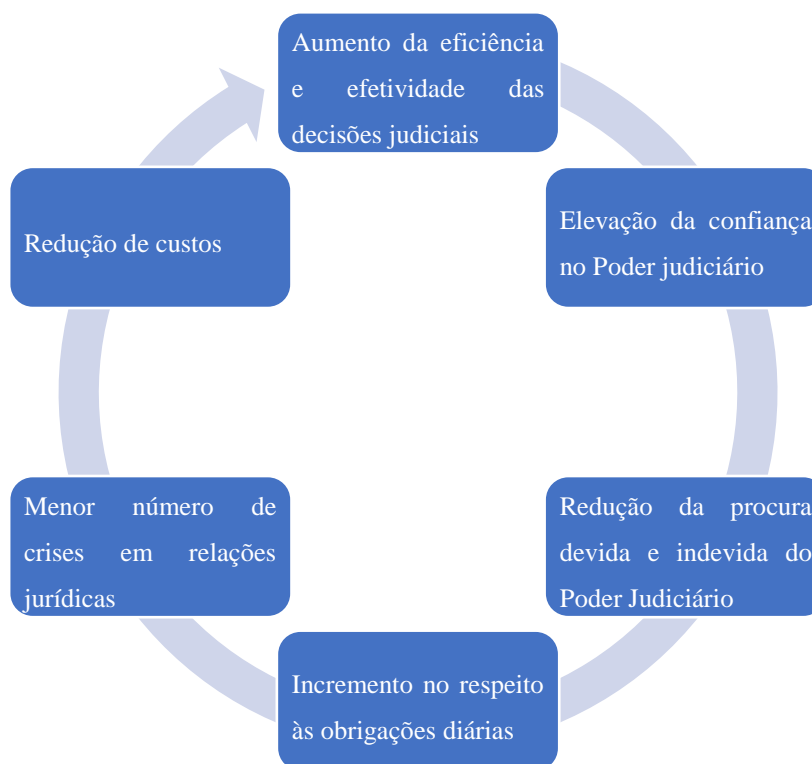 Aumento da eficiência
e efetividade das
decisões judiciais
Elevação da confiança
no Poder judiciário
Redução da procura
devida e indevida do
Poder Judiciário
Incremento no respeito
às obrigações diárias
Menor número de
crises em relações
jurídicas
Redução de custos